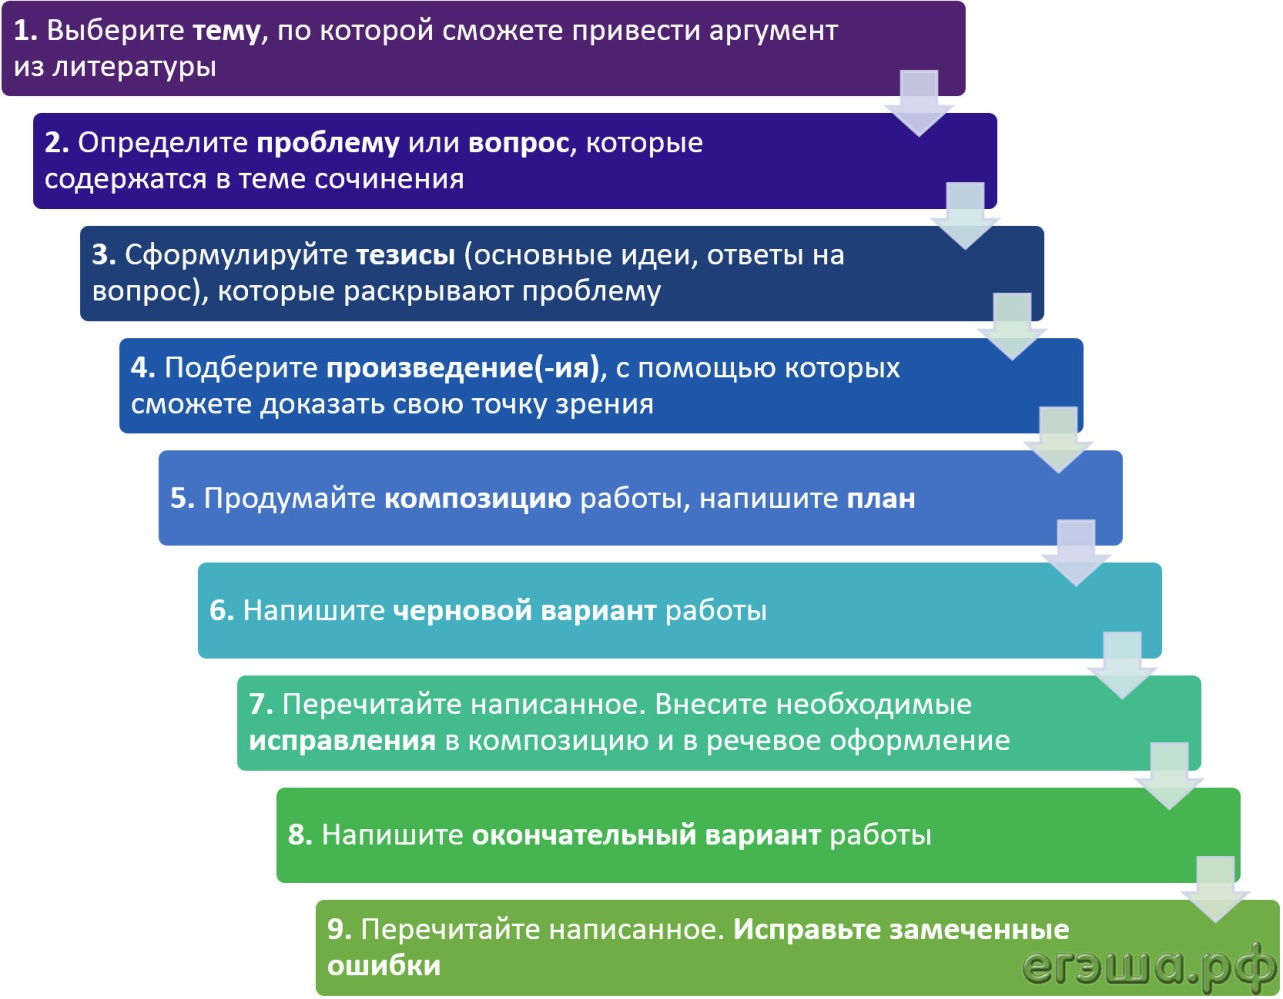 1. Выберите тему, по которой сможете привести аргумент
из литературы
2. Определите проблему или вопрос, которые
содержатся в теме сочинения
3. Сформулируйте тезисы (основные идеи, ответы на
вопрос), которые раскрывают проблему
4. Подберите произведение(-ия), с помощью которых
сможете доказать свою точку зрения
5. Продумайте композицию работы, напишите план
6. Напишите черновой вариант работы
7. Перечитайте написанное. Внесите необходимые
исправления в композицию и в речевое оформление
8. Напишите окончательный вариант работы
9. Перечитайте написанное. Исправьте замеченные
ошибки
егэша.рф